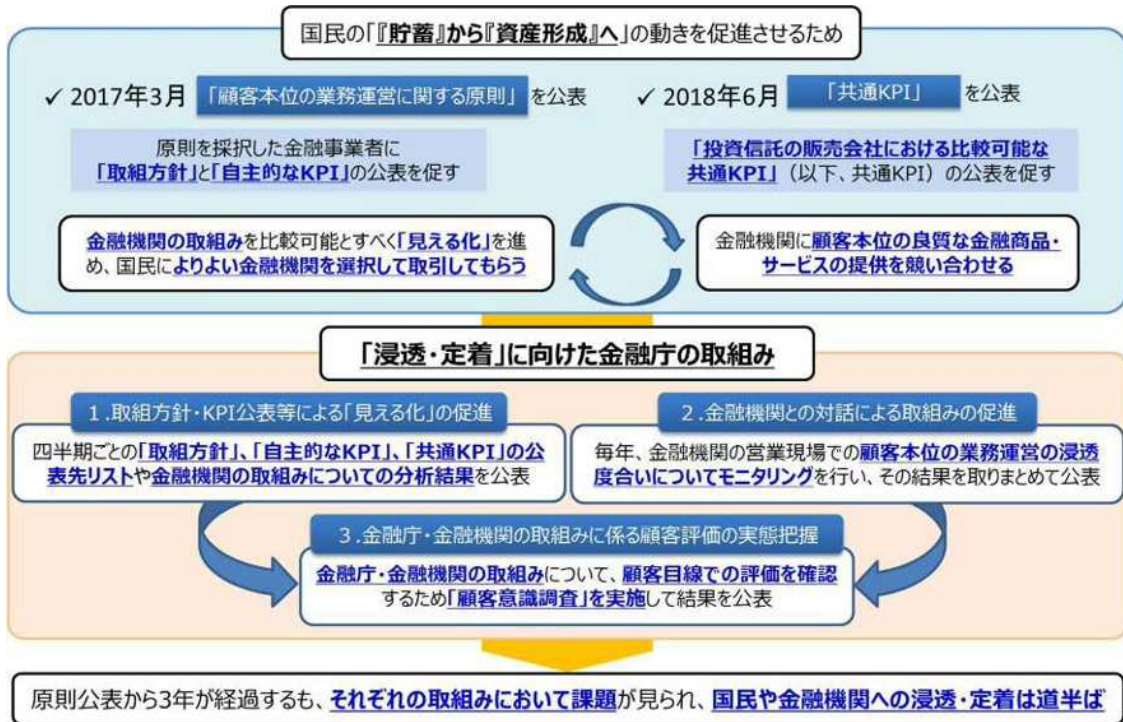 国民の「『貯蓄』から『資産形成』へ」の動きを促進させるため
✓ 2017年3月 「顧客本位の業務運営に関する原則」 を公表
原則を採択した金融事業者に
「取組方針」と「自主的なKPI」の公表を促す
✓ 2018年6月 「共通KPI」 を公表
「投資信託の販売会社における比較可能な
共通KPI」（以下、共通KPI）の公表を促す
金融機関の取組みを比較可能とすべく「見える化」を進
め、国民によりよい金融機関を選択して取引してもらう
金融機関に顧客本位の良質な金融商品・
サービスの提供を競い合わせる
「浸透・定着」に向けた金融庁の取組み
１.取組方針・KPI公表等による「見える化」の促進
四半期ごとの「取組方針」、「自主的なKPI」、「共通KPI」の公
表先リストや金融機関の取組みについての分析結果を公表
２.金融機関との対話による取組みの促進
毎年、金融機関の営業現場での顧客本位の業務運営の浸透
度合いについてモニタリングを行い、その結果を取りまとめて公表
３.金融庁・金融機関の取組みに係る顧客評価の実態把握
金融庁・金融機関の取組みについて、顧客目線での評価を確認
するため「顧客意識調査」を実施して結果を公表
原則公表から3年が経過するも、それぞれの取組みにおいて課題が見られ、国民や金融機関への浸透・定着は道半ば